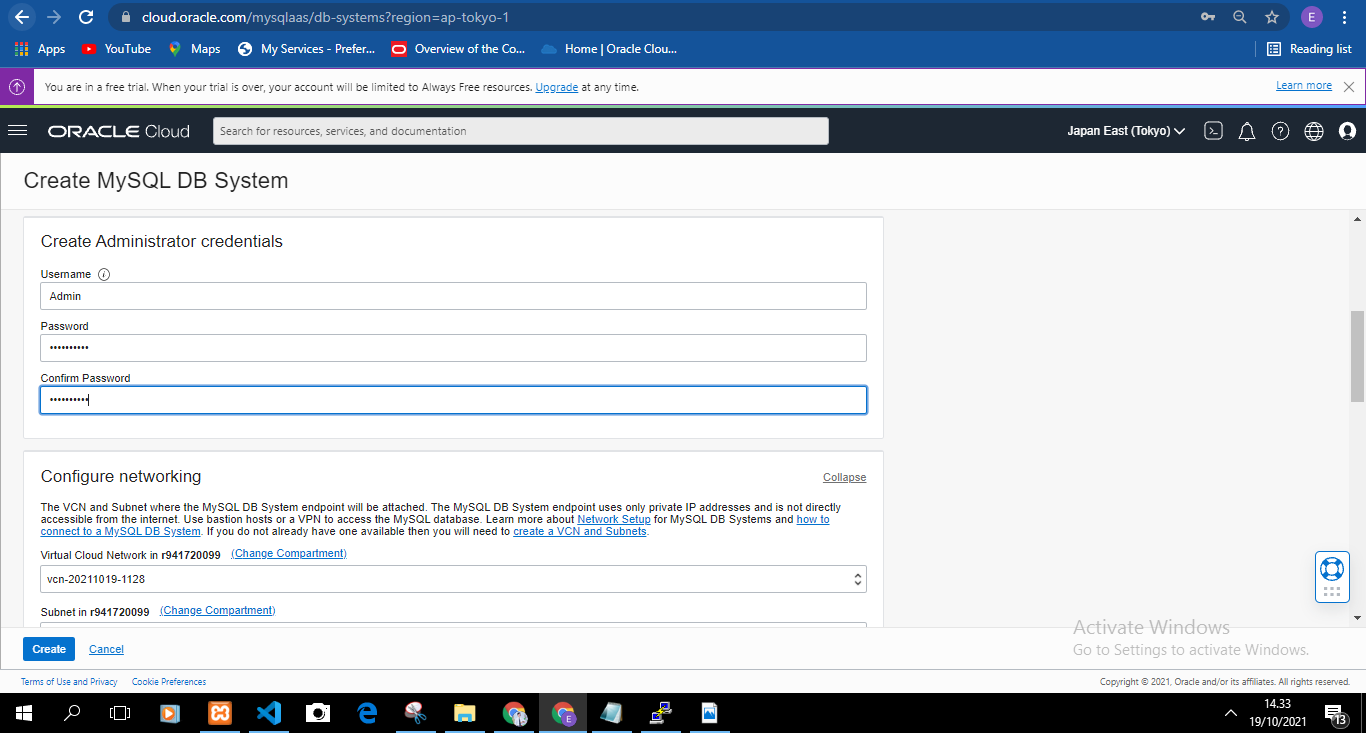 cloud.oracle.com/mysqlaas/db-systems?region=ap-tokyo-1
E
Apps YouTube Maps My Services - Prefer... Overview of the Co... Home | Oracle Clou... Reading list
You are in a free trial. When your trial is over, your account will be limited to Always Free resources. Upgrade at any time. Learn more
ORACLE Cloud Search for resources, services, and documentation Japan East (Tokyo)
Create MySQL DB System
Create Administrator credentials
Username
Admin
Password
••••••••••
Confirm Password
••••••••••
Configure networking Collapse
The VCN and Subnet where the MySQL DB System endpoint will be attached. The MySQL DB System endpoint uses only private IP addresses and is not directly
accessible from the internet. Use bastion hosts or a VPN to access the MySQL database. Learn more about Network Setup for MySQL DB Systems and how to
connect to a MySQL DB System. If you do not already have one available then you will need to create a VCN and Subnets.
Virtual Cloud Network in r941720099 (Change Compartment)
vcn-20211019-1128
Subnet in r941720099 (Change Compartment)
Activate Windows
Go to Settings to activate Windows.
Create Cancel
Terms of Use and Privacy Cookie Preferences Copyright © 2021, Oracle and/or its affiliates. All rights reserved.
14.33
19/10/2021
13